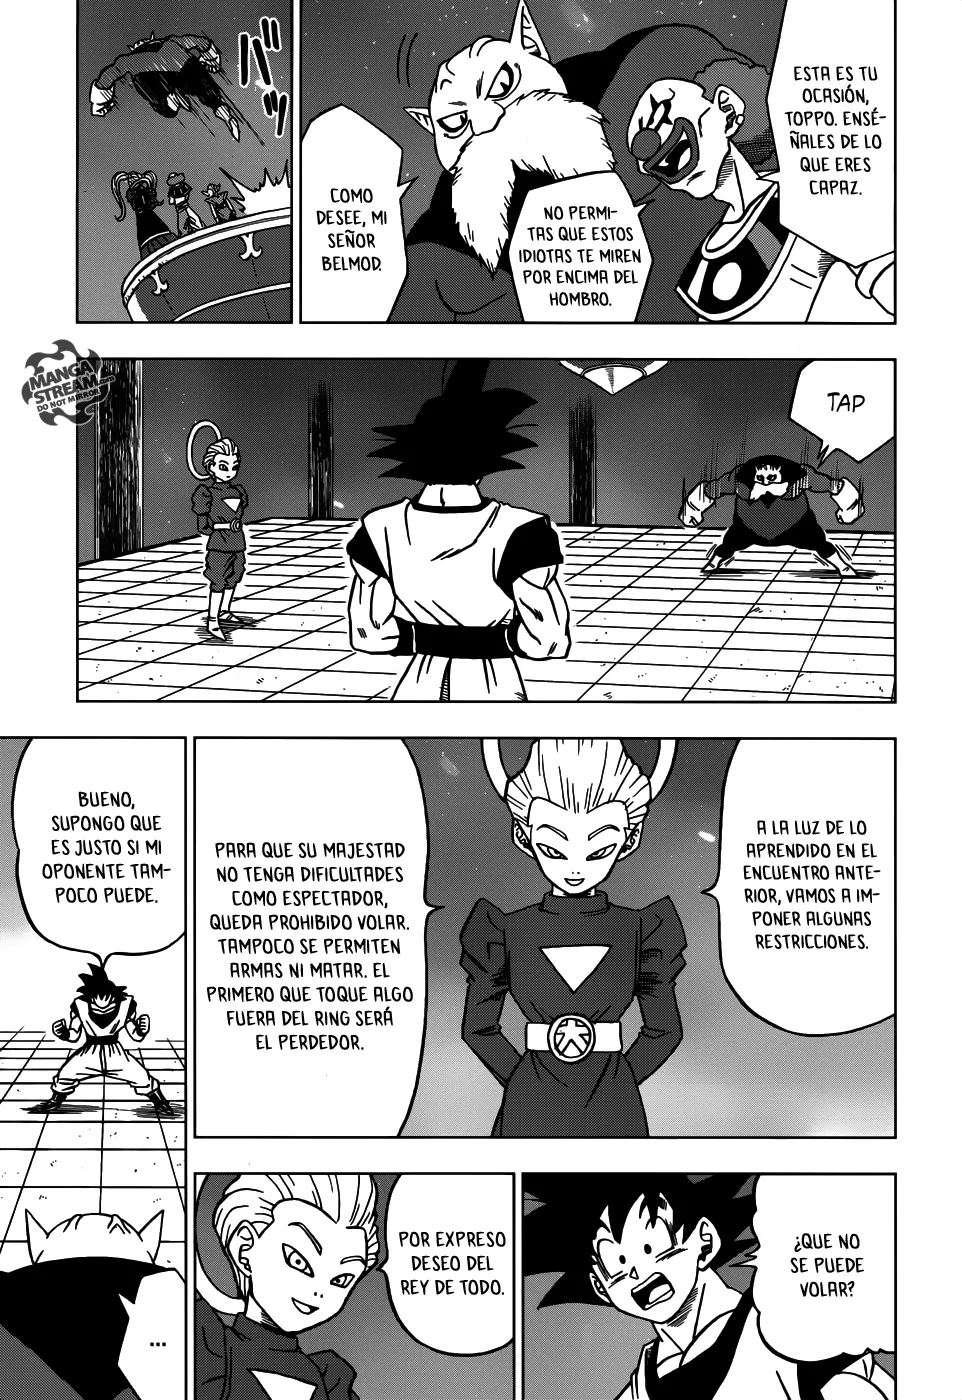 ESTA ES TU
OCASIÓN,
TOPPO. ENSÉ-
ÑALES DE LO
QUE ERES
CAPAZ.
NO PERMI-
TAS QUE ESTOS
IDIOTAS TE MIREN
POR ENCIMA DEL
HOMBRO.
COMO
DESEE, MI
SEÑOR
BELMOD.
バッ
MANGA
STREAM.com
DO NOT MIRROR
TAP
A LA LUZ DE LO
APRENDIDO EN EL
ENCUENTRO ANTE-
RIOR, VAMOS A IM-
PONER ALGUNAS
RESTRICCIONES.
PARA QUE SU MAJESTAD
NO TENGA DIFICULTADES
COMO ESPECTADOR,
QUEDA PROHIBIDO VOLAR.
TAMPOCO SE PERMITEN
ARMAS NI MATAR. EL
PRIMERO QUE TOQUE ALGO
FUERA DEL RING SERÁ
EL PERDEDOR.
¿QUE NO
SE PUEDE
VOLAR?
POR EXPRESO
DESEO DEL
REY DE TODO.
BUENO,
SUPONGO QUE
ES JUSTO SI MI
OPONENTE TAM-
POCO PUEDE.
...